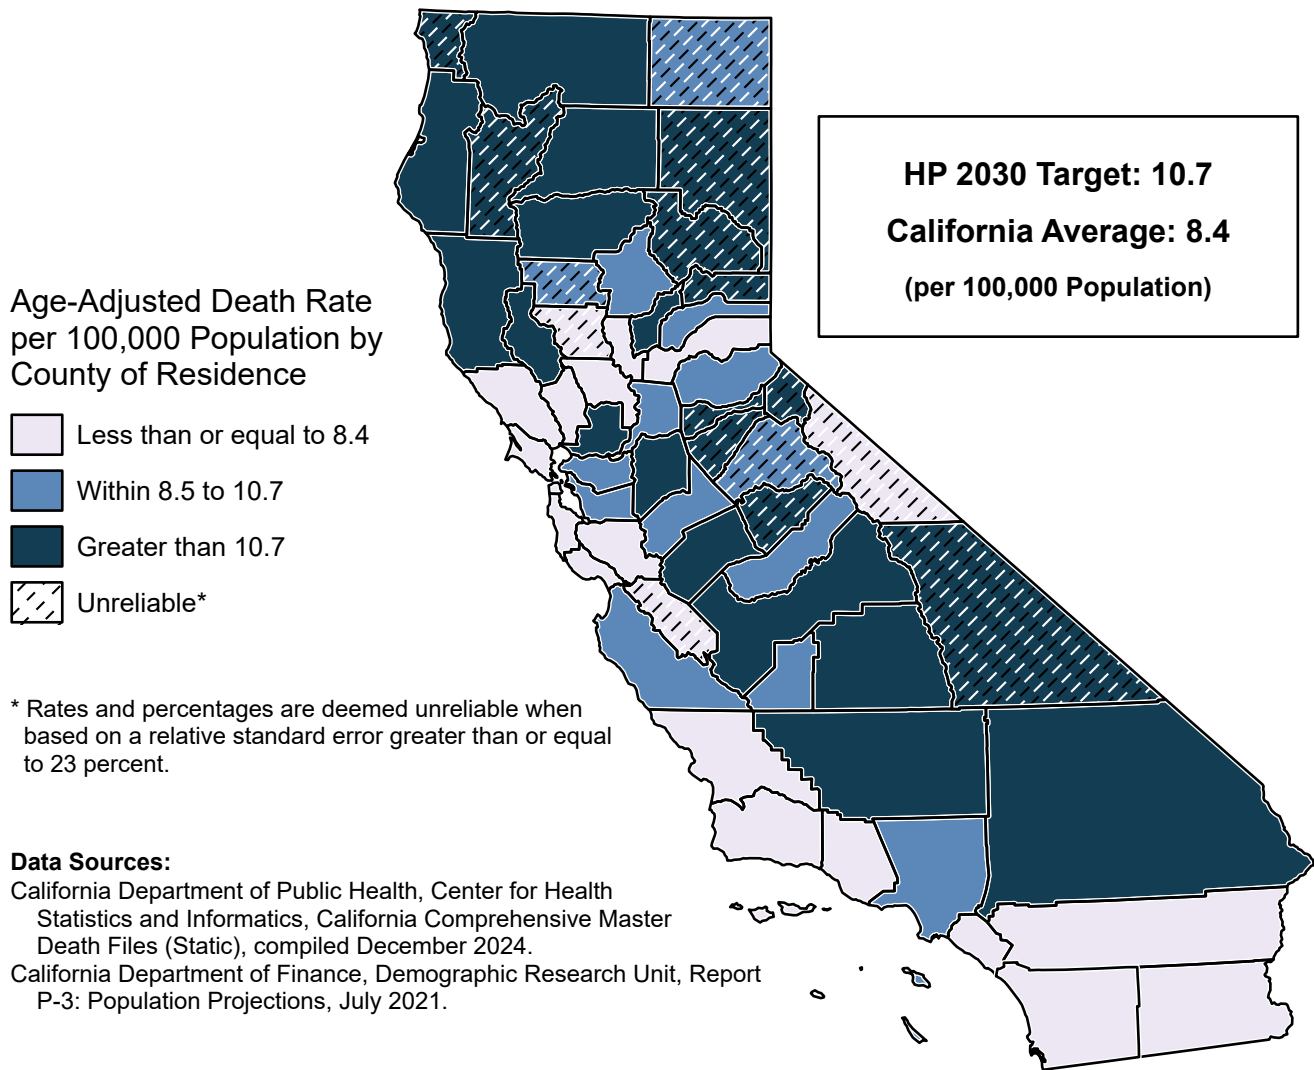 HP 2030 Target: 10.7
California Average: 8.4
(per 100,000 Population)
Age-Adjusted Death Rate
per 100,000 Population by
County of Residence
Less than or equal to 8.4
Within 8.5 to 10.7
Greater than 10.7
Unreliable*
* Rates and percentages are deemed unreliable when
based on a relative standard error greater than or equal
to 23 percent.
Data Sources:
California Department of Public Health, Center for Health
Statistics and Informatics, California Comprehensive Master
Death Files (Static), compiled December 2024.
California Department of Finance, Demographic Research Unit, Report
P-3: Population Projections, July 2021.